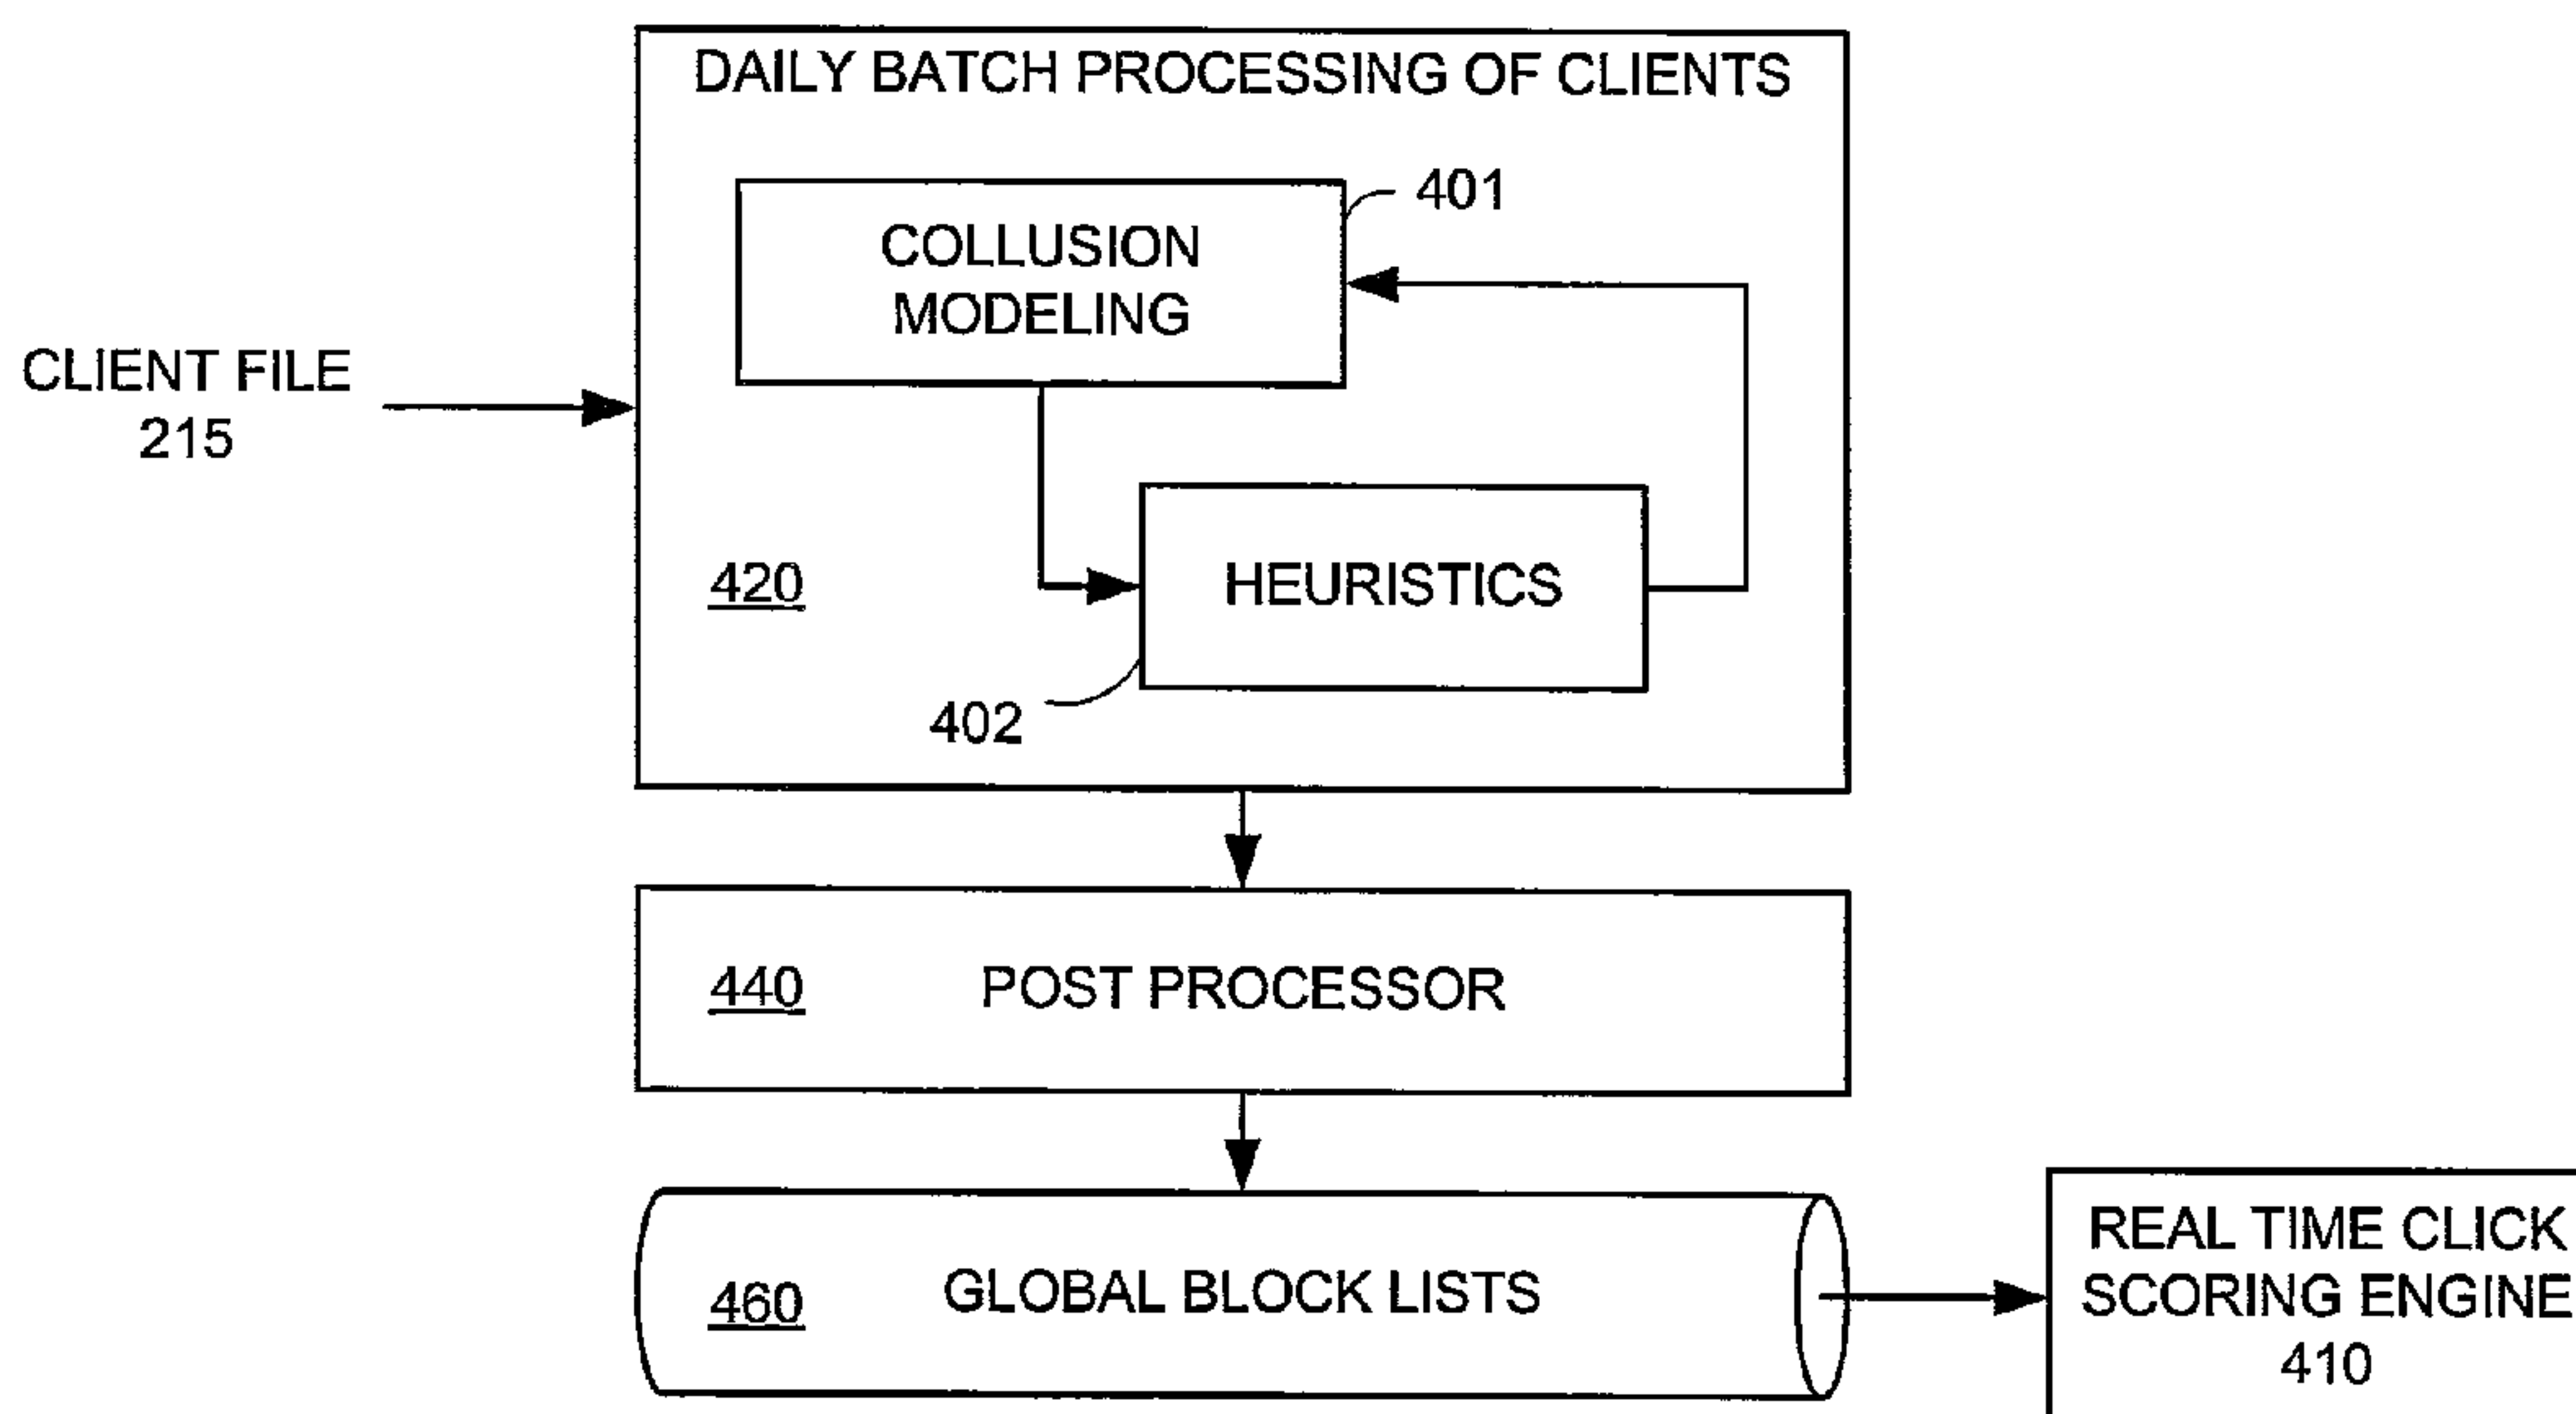 DAILY BATCH PROCESSING OF CLIENTS
401
COLLUSION
MODELING
CLIENT FILE
215
420
HEURISTICS
402
440
POST PROCESSOR
460
GLOBAL BLOCK LISTS
REAL TIME CLICK
SCORING ENGINE
410